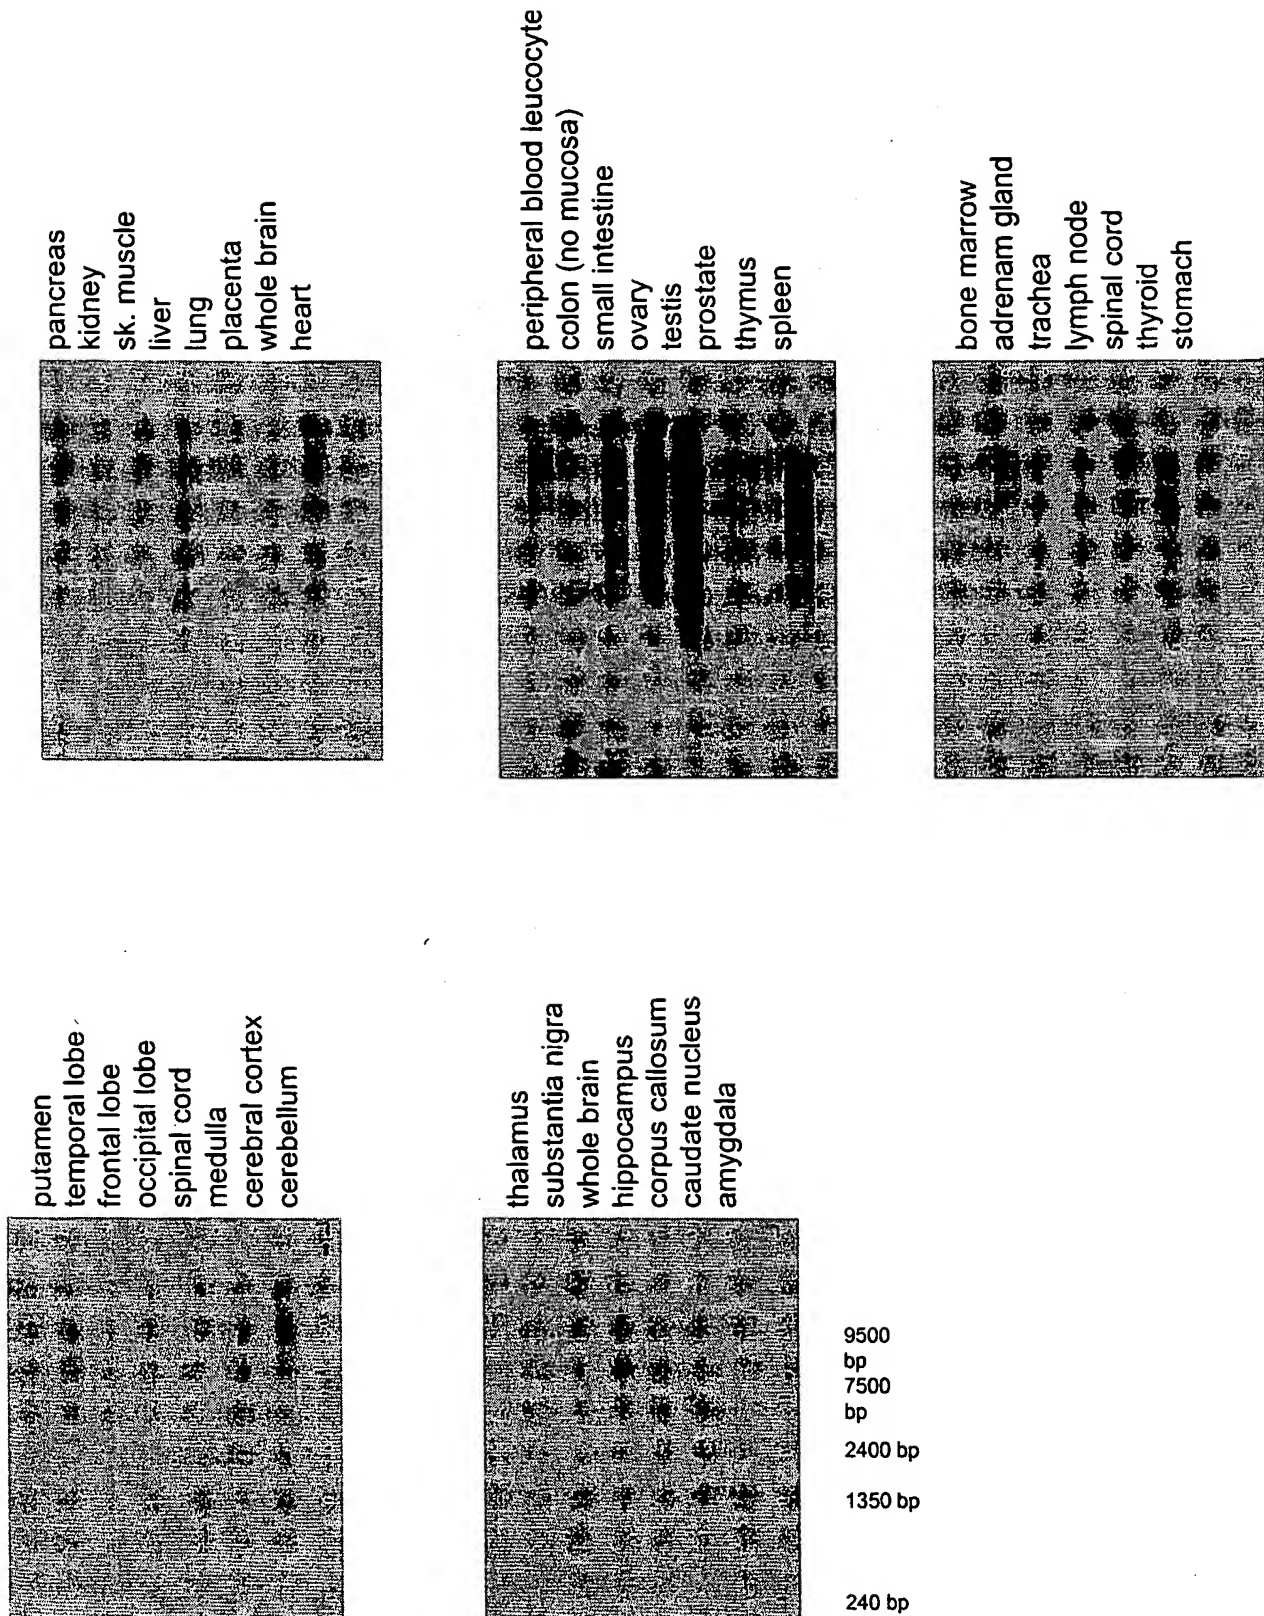 pancreas
kidney
sk. muscle
liver
lung
placenta
whole brain
heart
peripheral blood leucocyte
colon (no mucosa)
small intestine
ovary
testis
prostate
thymus
spleen
bone marrow
adrenam gland
trachea
lymph node
spinal cord
thyroid
stomach
putamen
temporal lobe
frontal lobe
occipital lobe
spinal cord
medulla
cerebral cortex
cerebellum
thalamus
substantia nigra
whole brain
hippocampus
corpus callosum
caudate nucleus
amygdala
9500
bp
7500
bp
2400 bp
1350 bp
240 bp